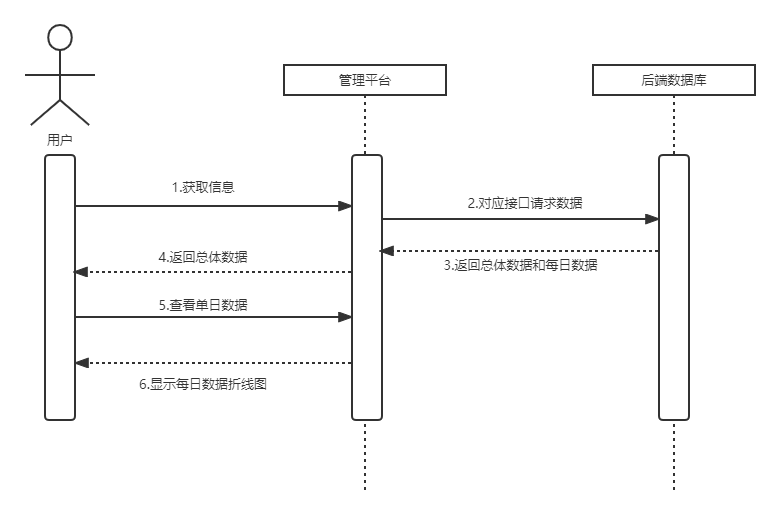 管理平台
后端数据库
用户
1.获取信息
2.对应接口请求数据
4.返回总体数据
3.返回总体数据和每日数据
5.查看单日数据
6.显示每日数据折线图